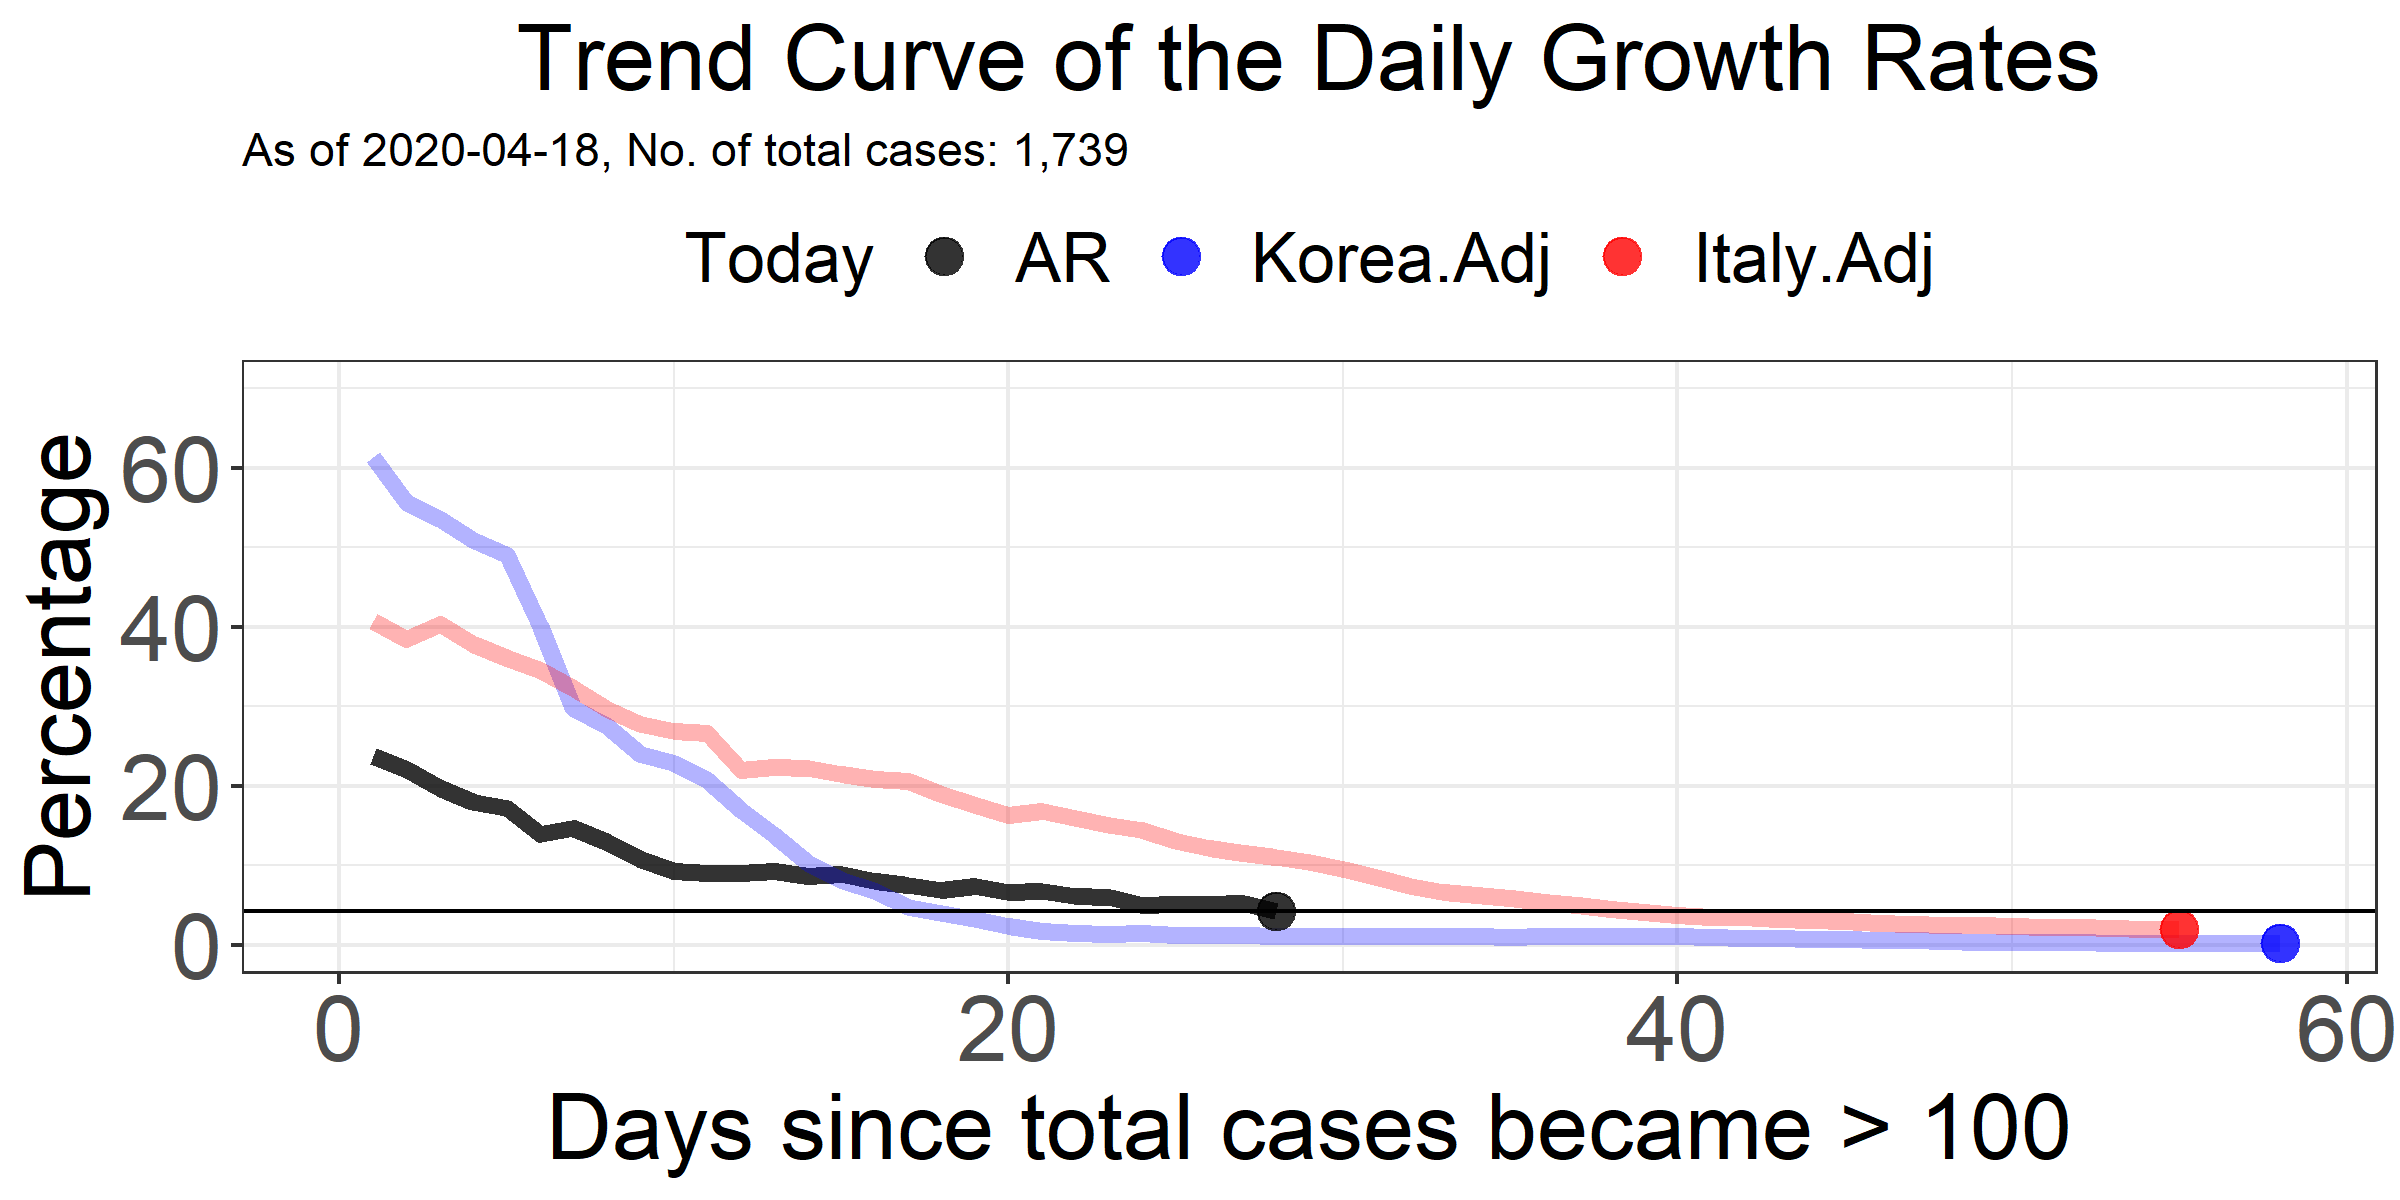 Trend Curve of the Daily Growth Rates
As of 2020-04-18, No. of total cases: 1,739
Today AR Korea.Adj Italy.Adj
Percentage
60
40
20
0
0 20 40 60
Days since total cases became > 100